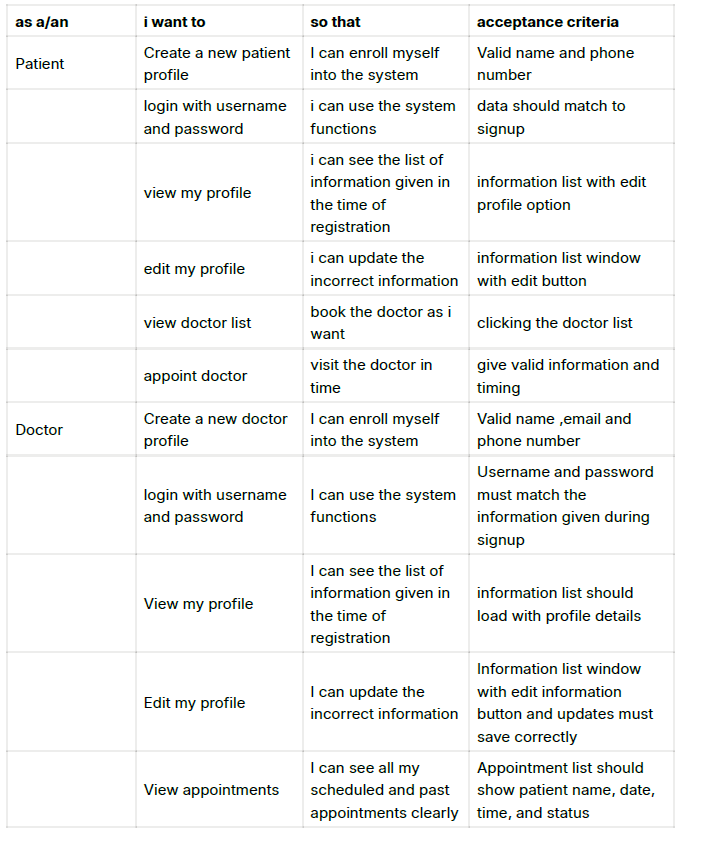 as a/an i want to so that acceptance criteria
Patient
Create a new patient
profile
I can enroll myself
into the system
Valid name and phone
number
login with username
and password
i can use the system
functions
data should match to
signup
view my profile
i can see the list of
information given in
the time of
registration
information list with edit
profile option
edit my profile
i can update the
incorrect information
information list window
with edit button
view doctor list
book the doctor as i
want
clicking the doctor list
appoint doctor
visit the doctor in
time
give valid information and
timing
Doctor
Create a new doctor
profile
I can enroll myself
into the system
Valid name ,email and
phone number
login with username
and password
I can use the system
functions
Username and password
must match the
information given during
signup
View my profile
I can see the list of
information given in
the time of
registration
information list should
load with profile details
Edit my profile
I can update the
incorrect information
Information list window
with edit information
button and updates must
save correctly
View appointments
I can see all my
scheduled and past
appointments clearly
Appointment list should
show patient name, date,
time, and status